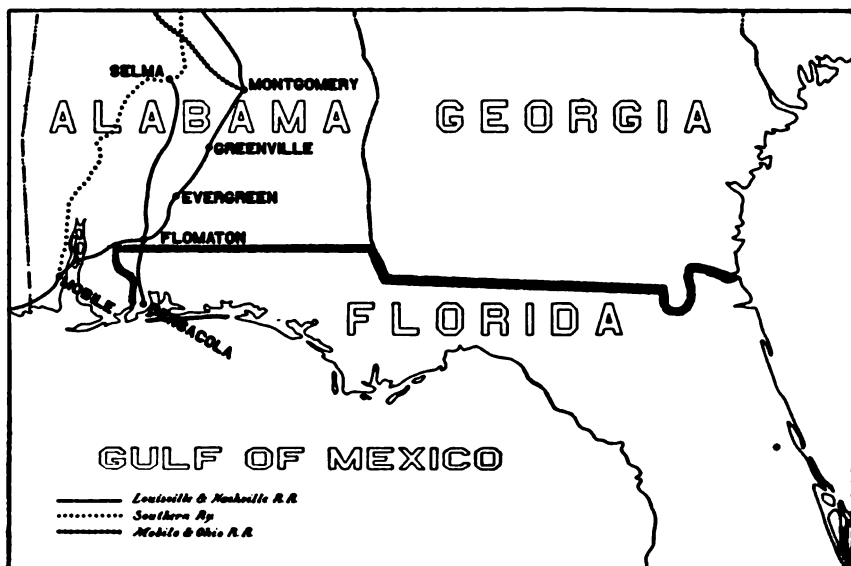 SELMA
MONTGOMERY
ALABAMA
GEORGIA
GREENVILLE
EVERGREEN
FLOMATON
MOBILE
PENSACOLA
FLORIDA
GULF OF MEXICO
Louisville & Nashville R.R.
Southern Ry.
Mobile & Ohio R.R.